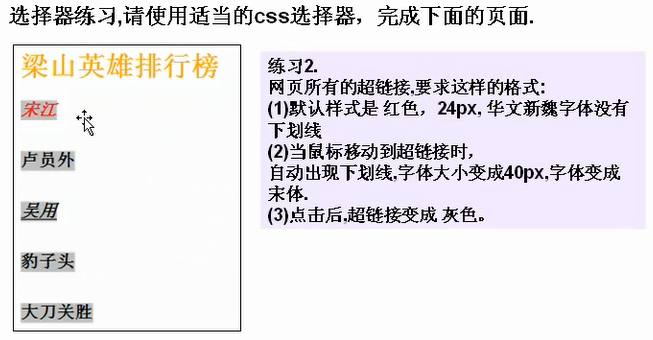 选择器练习,请使用适当的css选择器，完成下面的页面.
梁山英雄排行榜
宋江
卢员外
吴用
豹子头
大刀关胜
练习2.
网页所有的超链接,要求这样的格式:
(1)默认样式是 红色，24px, 华文新魏字体没有
下划线
(2)当鼠标移动到超链接时，
自动出现下划线,字体大小变成40px,字体变成
宋体.
(3)点击后,超链接变成 灰色。